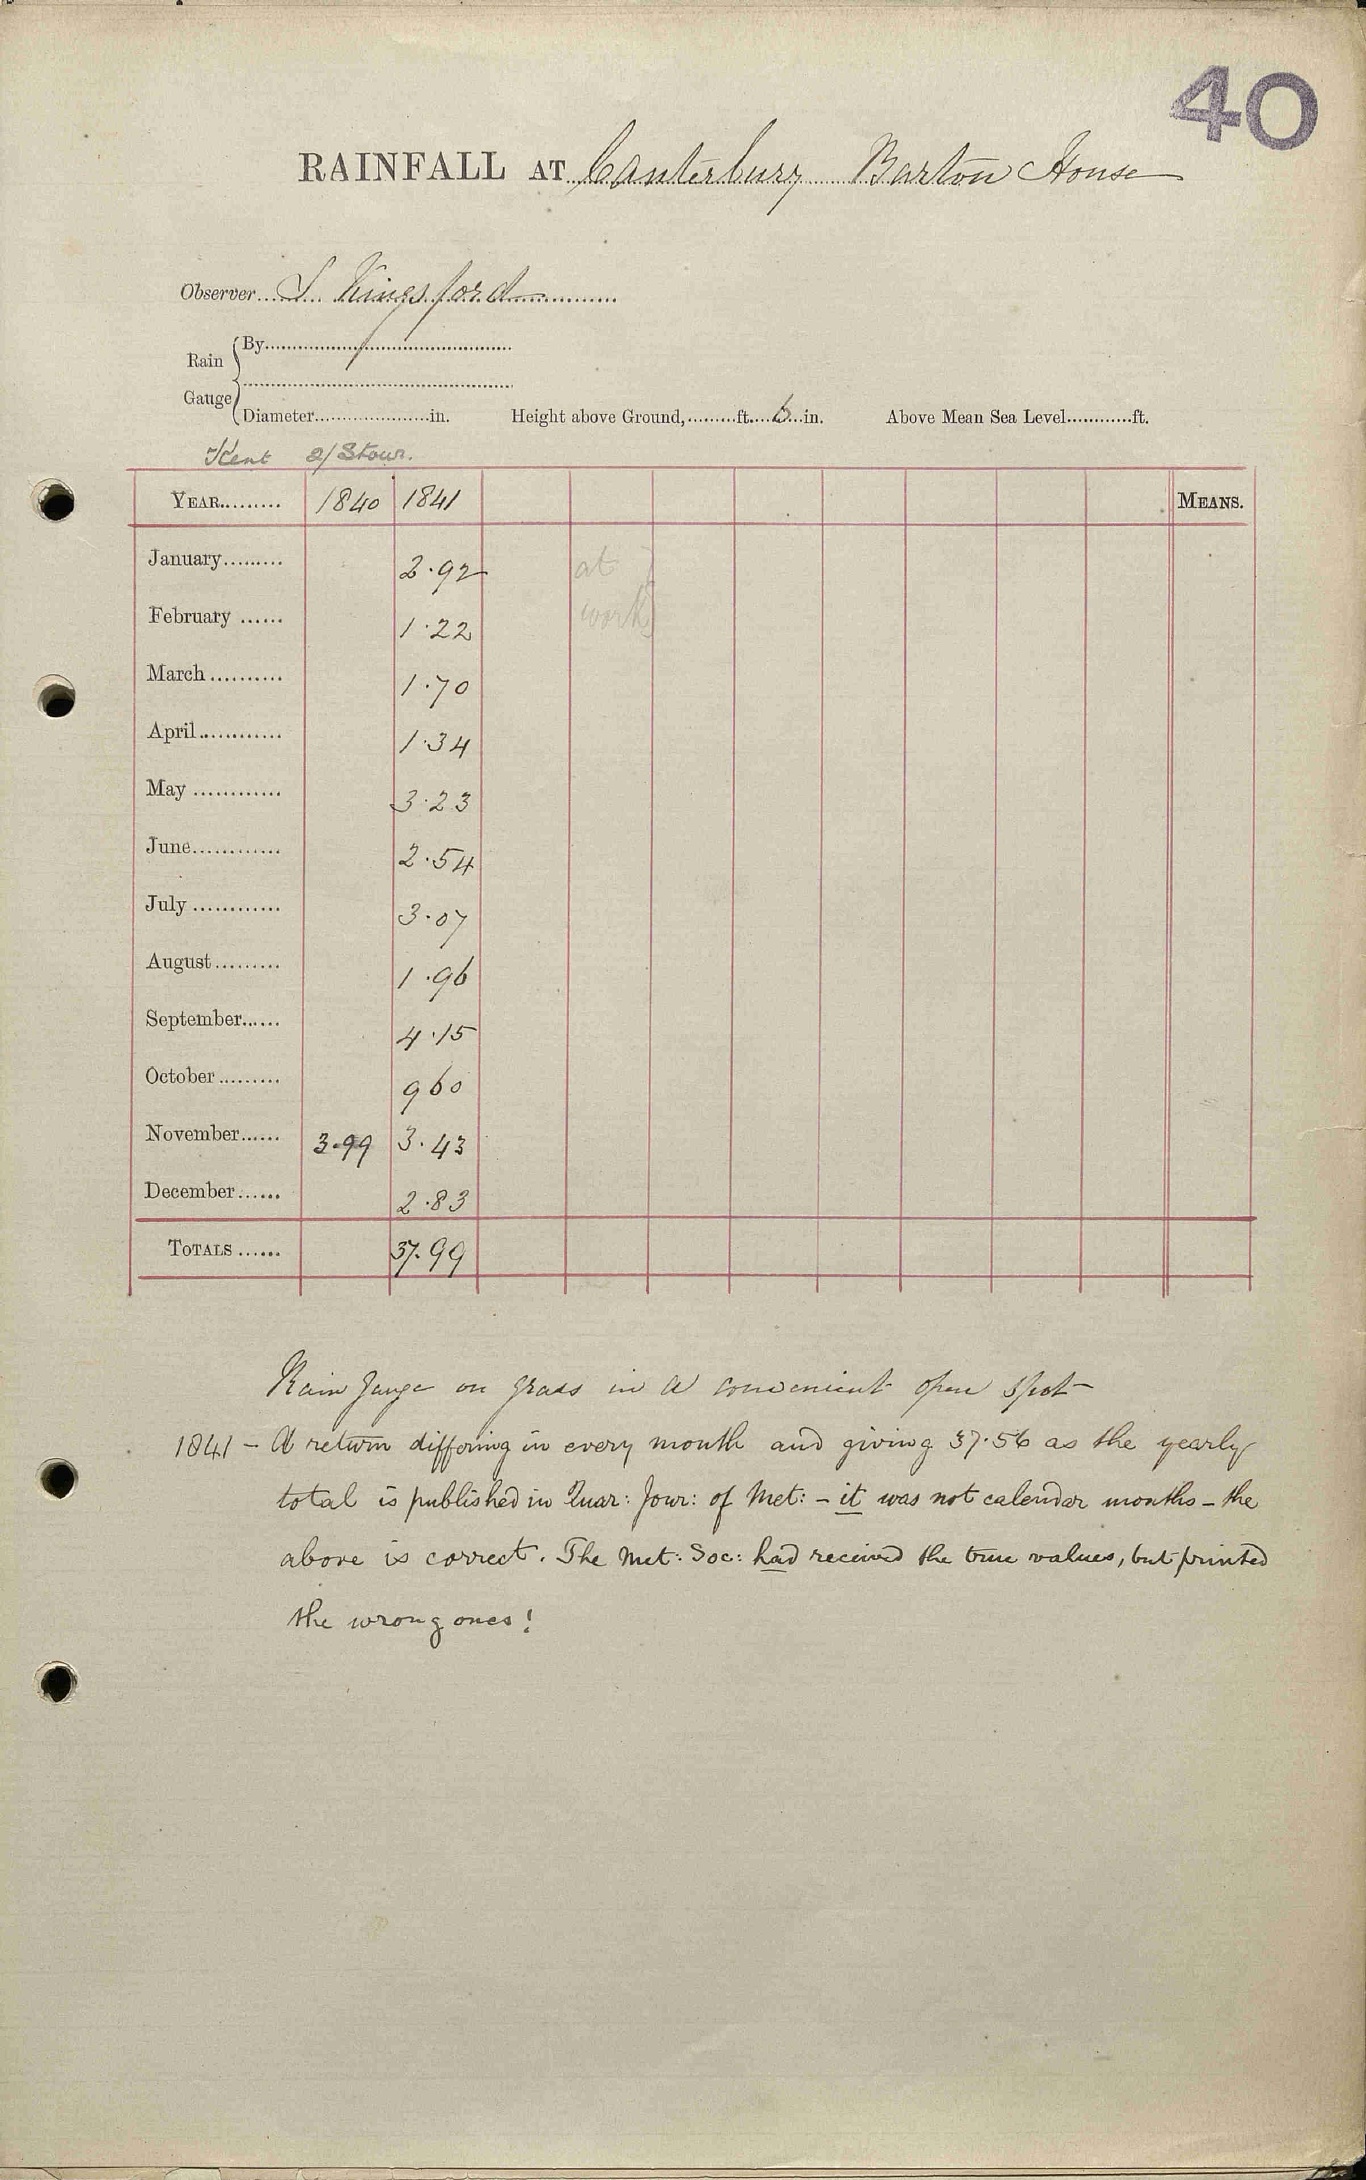 40
RAINFALL AT Canterbury Barton House
Observer.... S Kingsford
Rain Gauge
By
Diameter............in. Height above Ground,.........ft....6...in. Above Mean Sea Level............ft.
Kent 2/Stour.
YEAR......... 1840 1841 MEANS.
January......... 2.92 at
February ...... 1.22 work
March.......... 1.70
April............ 1.34
May ............ 3.23
June............ 2.54
July ............ 3.07
August......... 1.96
September...... 4.15
October ......... 960
November...... 3.99 3.43
December...... 2.83
TOTALS ...... 37.99
Rain Gauge on grass in a convenient open spot
1841 – A return differing in every month and giving 37.56 as the yearly
total is published in Quar: Jour: of Met: – it was not calendar months – the
above is correct. The Met: Soc: had received the true values, but printed
the wrong ones!